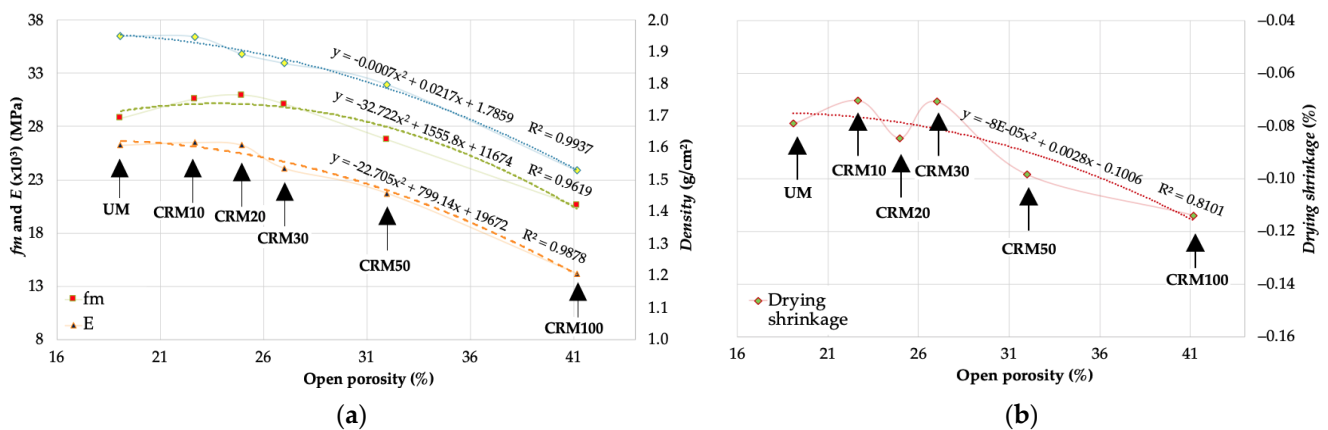 38
33
28
23
18
13
8
fm and E (x10³) (MPa)
2.0
1.9
1.8
1.7
1.6
1.5
1.4
1.3
1.2
1.1
1.0
Density (g/cm²)
y = -0.0007x² + 0.0217x + 1.7859
R² = 0.9937
y = -32.722x² + 1555.8x + 11674
R² = 0.9619
y = -22.705x² + 799.14x + 19672
R² = 0.9878
UM
CRM10
CRM20
CRM30
CRM50
CRM100
fm
E
16 21 26 31 36 41
Open porosity (%)
(a)
−0.04
−0.06
−0.08
−0.10
−0.12
−0.14
−0.16
Drying shrinkage (%)
y = -8E-05x² + 0.0028x - 0.1006
R² = 0.8101
UM
CRM10
CRM20
CRM30
CRM50
CRM100
Drying
shrinkage
16 21 26 31 36 41
Open porosity (%)
(b)